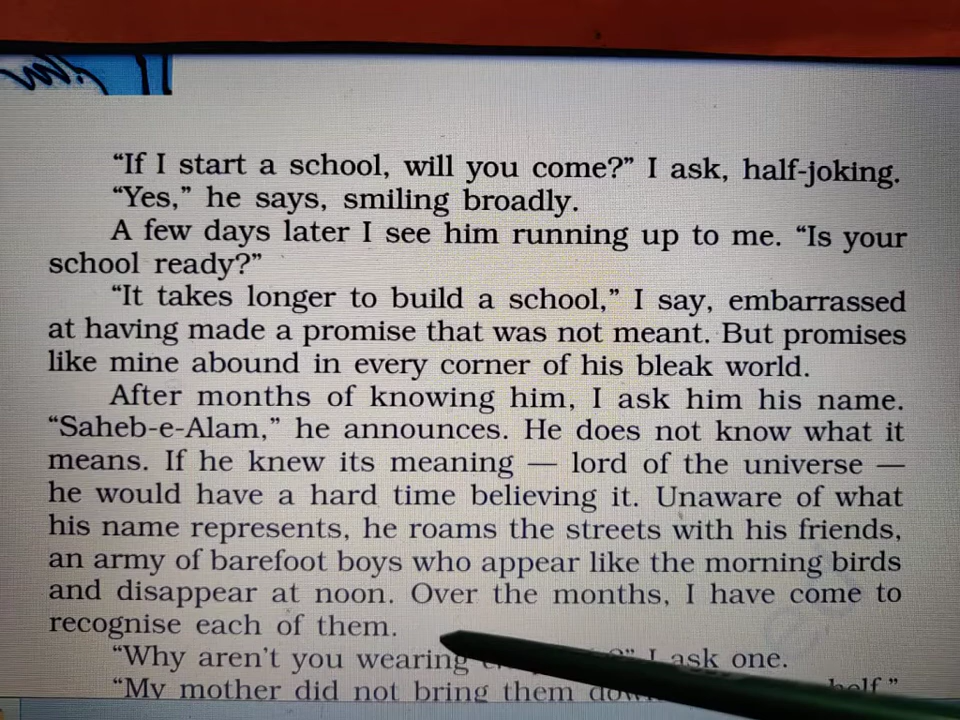 “If I start a school, will you come?” I ask, half-joking.
“Yes,” he says, smiling broadly.
A few days later I see him running up to me. “Is your
school ready?”
“It takes longer to build a school,” I say, embarrassed
at having made a promise that was not meant. But promises
like mine abound in every corner of his bleak world.
After months of knowing him, I ask him his name.
“Saheb-e-Alam,” he announces. He does not know what it
means. If he knew its meaning — lord of the universe —
he would have a hard time believing it. Unaware of what
his name represents, he roams the streets with his friends,
an army of barefoot boys who appear like the morning birds
and disappear at noon. Over the months, I have come to
recognise each of them.
“Why aren’t you wearing I ask one.
“My mother did not bring them